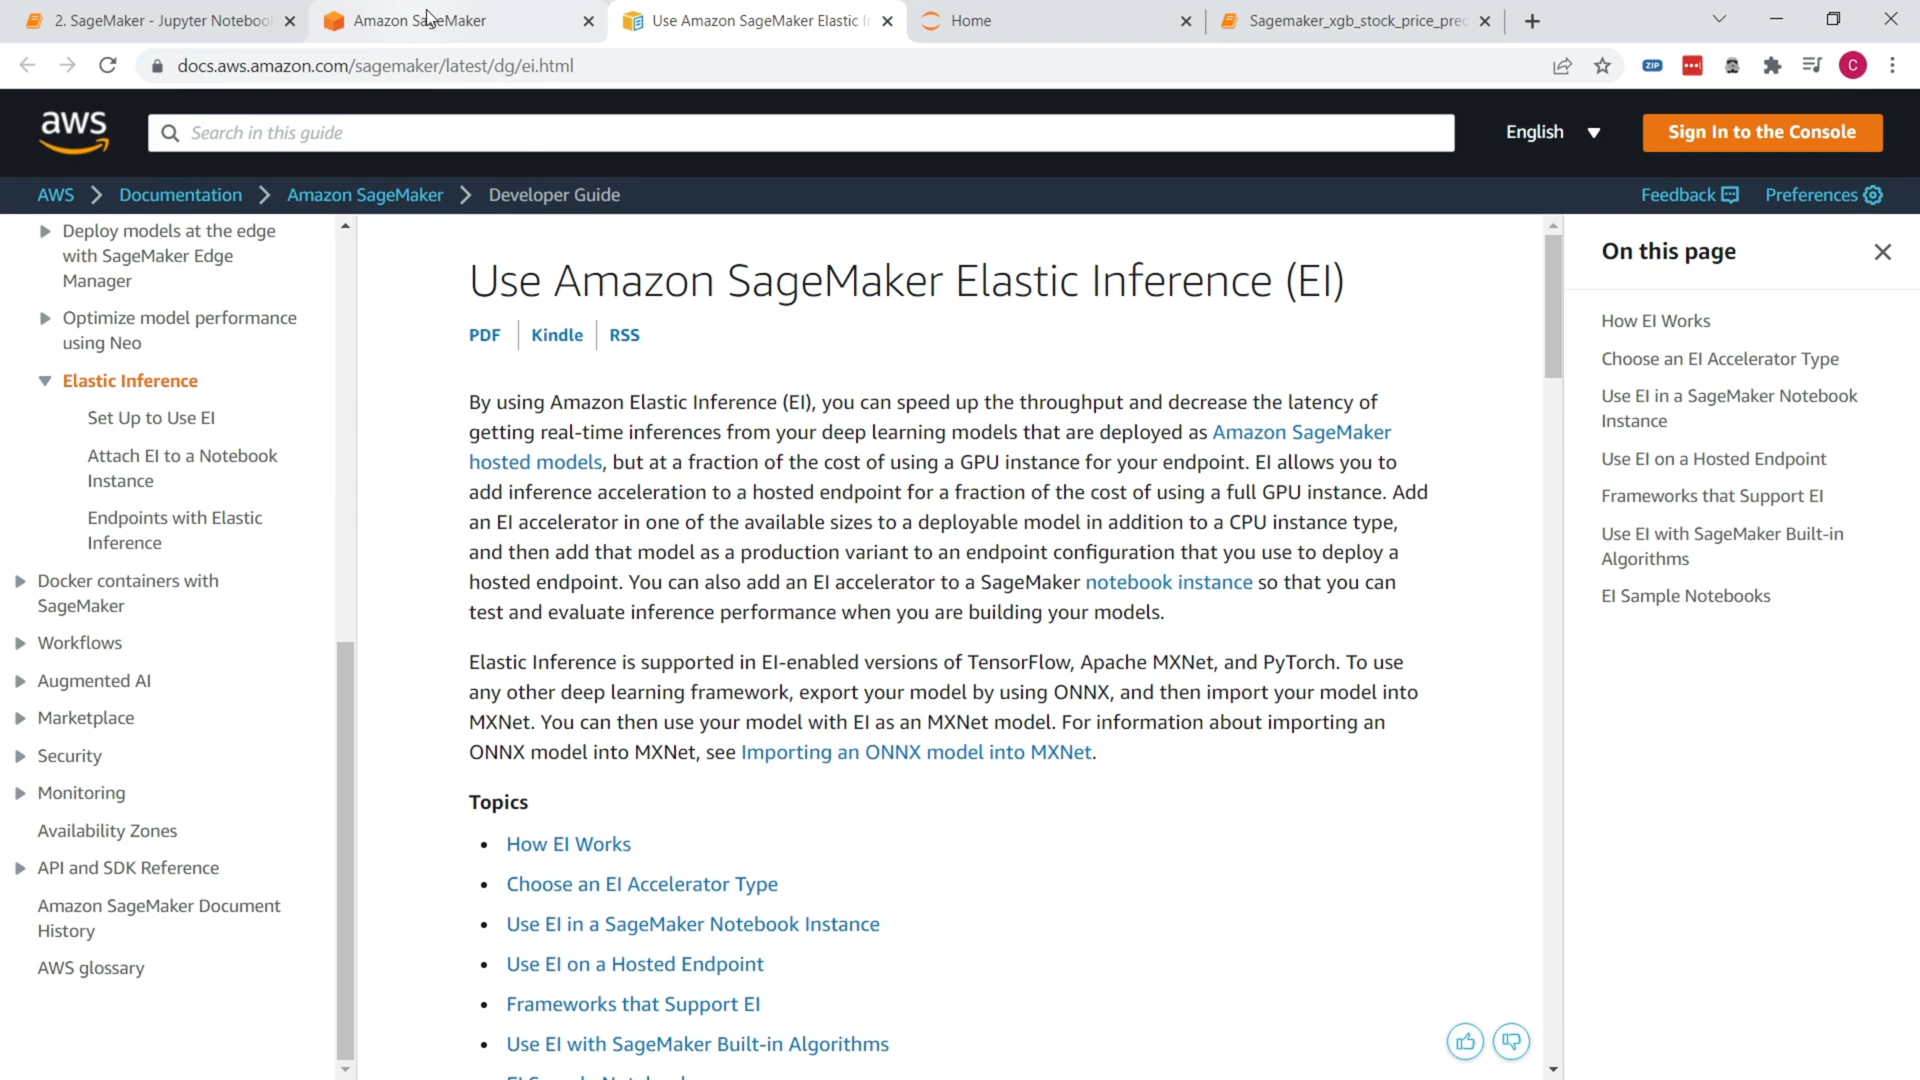 2. SageMaker - Jupyter Notebook
Amazon SageMaker
Use Amazon SageMaker Elastic In
Home
Sagemaker_xgb_stock_price_pred
docs.aws.amazon.com/sagemaker/latest/dg/ei.html
ZIP
C
aws
Search in this guide
English
Sign In to the Console
AWS
Documentation
Amazon SageMaker
Developer Guide
Feedback
Preferences
Deploy models at the edge
with SageMaker Edge
Manager
Optimize model performance
using Neo
Elastic Inference
Set Up to Use EI
Attach EI to a Notebook
Instance
Endpoints with Elastic
Inference
Docker containers with
SageMaker
Workflows
Augmented AI
Marketplace
Security
Monitoring
Availability Zones
API and SDK Reference
Amazon SageMaker Document
History
AWS glossary
Use Amazon SageMaker Elastic Inference (EI)
PDF
Kindle
RSS
By using Amazon Elastic Inference (EI), you can speed up the throughput and decrease the latency of
getting real-time inferences from your deep learning models that are deployed as Amazon SageMaker
hosted models, but at a fraction of the cost of using a GPU instance for your endpoint. EI allows you to
add inference acceleration to a hosted endpoint for a fraction of the cost of using a full GPU instance. Add
an EI accelerator in one of the available sizes to a deployable model in addition to a CPU instance type,
and then add that model as a production variant to an endpoint configuration that you use to deploy a
hosted endpoint. You can also add an EI accelerator to a SageMaker notebook instance so that you can
test and evaluate inference performance when you are building your models.
Elastic Inference is supported in EI-enabled versions of TensorFlow, Apache MXNet, and PyTorch. To use
any other deep learning framework, export your model by using ONNX, and then import your model into
MXNet. You can then use your model with EI as an MXNet model. For information about importing an
ONNX model into MXNet, see Importing an ONNX model into MXNet.
Topics
How EI Works
Choose an EI Accelerator Type
Use EI in a SageMaker Notebook Instance
Use EI on a Hosted Endpoint
Frameworks that Support EI
Use EI with SageMaker Built-in Algorithms
On this page
How EI Works
Choose an EI Accelerator Type
Use EI in a SageMaker Notebook
Instance
Use EI on a Hosted Endpoint
Frameworks that Support EI
Use EI with SageMaker Built-in
Algorithms
EI Sample Notebooks